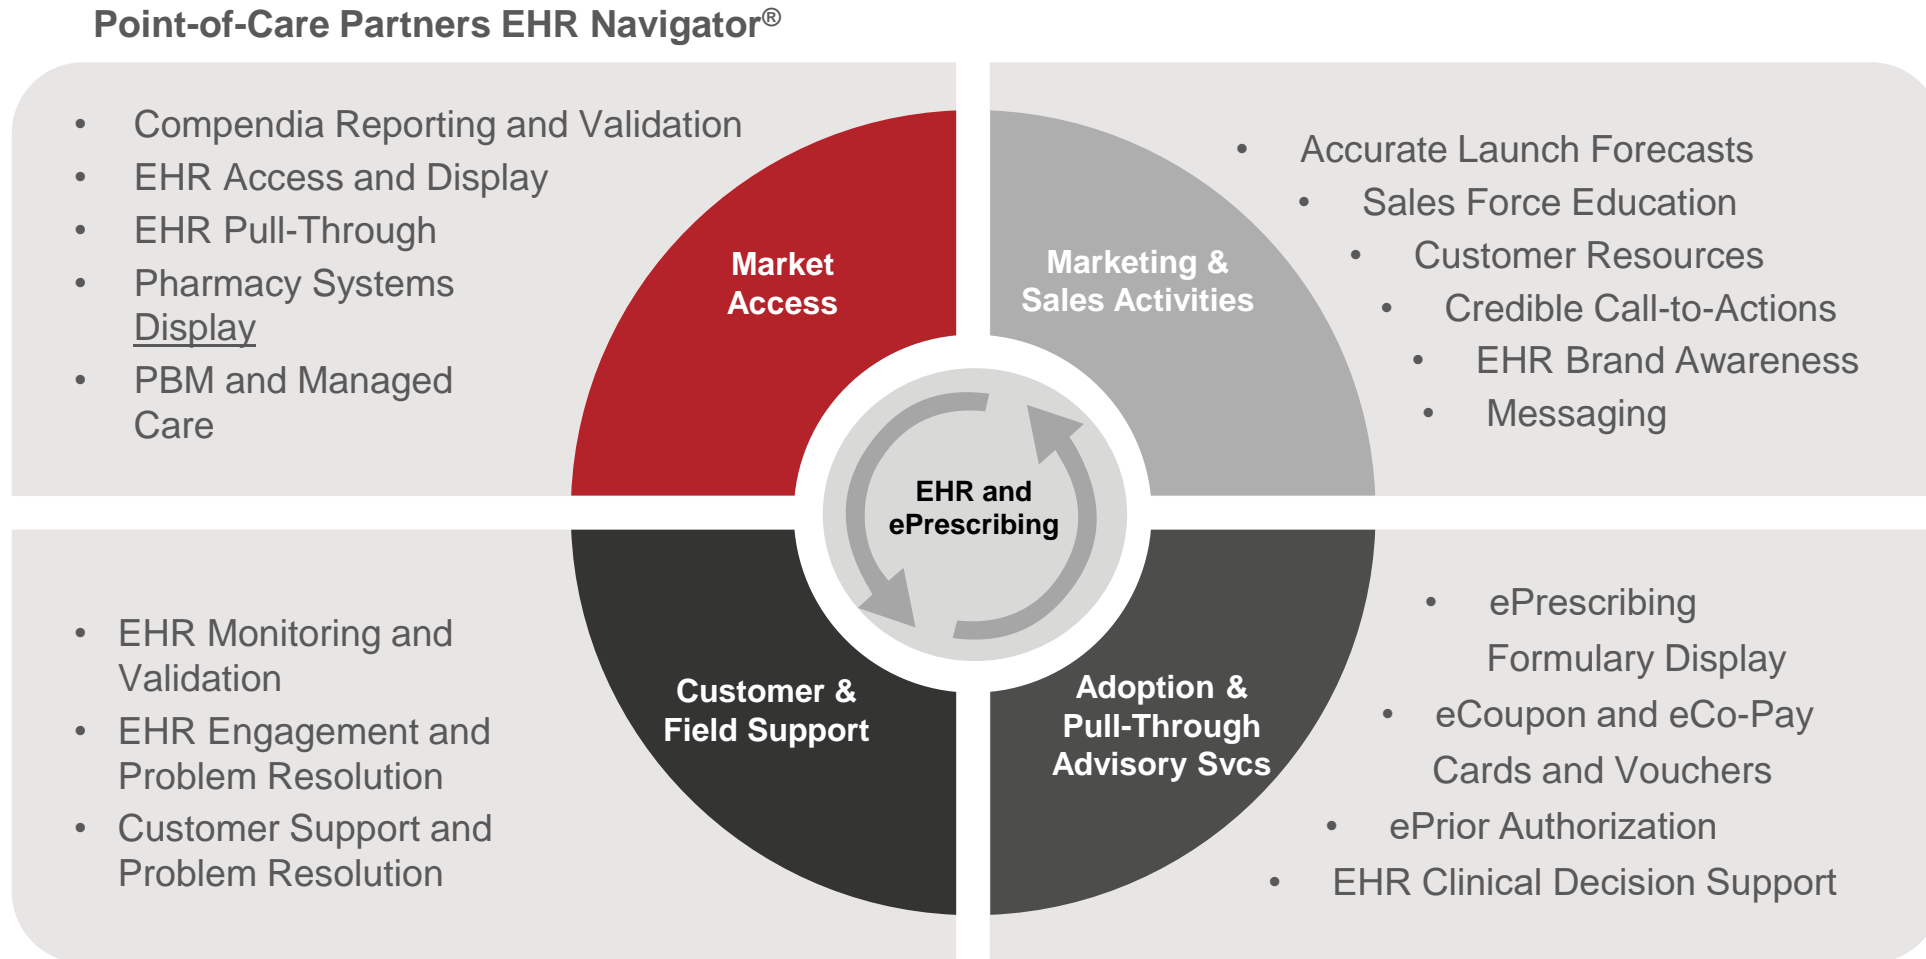 Point-of-Care Partners EHR Navigator®
• Compendia Reporting and Validation
• EHR Access and Display
• EHR Pull-Through
• Pharmacy Systems
Display
• PBM and Managed
Care
Market
Access
Marketing &
Sales Activities
• Accurate Launch Forecasts
• Sales Force Education
• Customer Resources
• Credible Call-to-Actions
• EHR Brand Awareness
• Messaging
EHR and
ePrescribing
• EHR Monitoring and
Validation
• EHR Engagement and
Problem Resolution
• Customer Support and
Problem Resolution
Customer &
Field Support
Adoption &
Pull-Through
Advisory Svcs
• ePrescribing
Formulary Display
• eCoupon and eCo-Pay
Cards and Vouchers
• ePrior Authorization
• EHR Clinical Decision Support